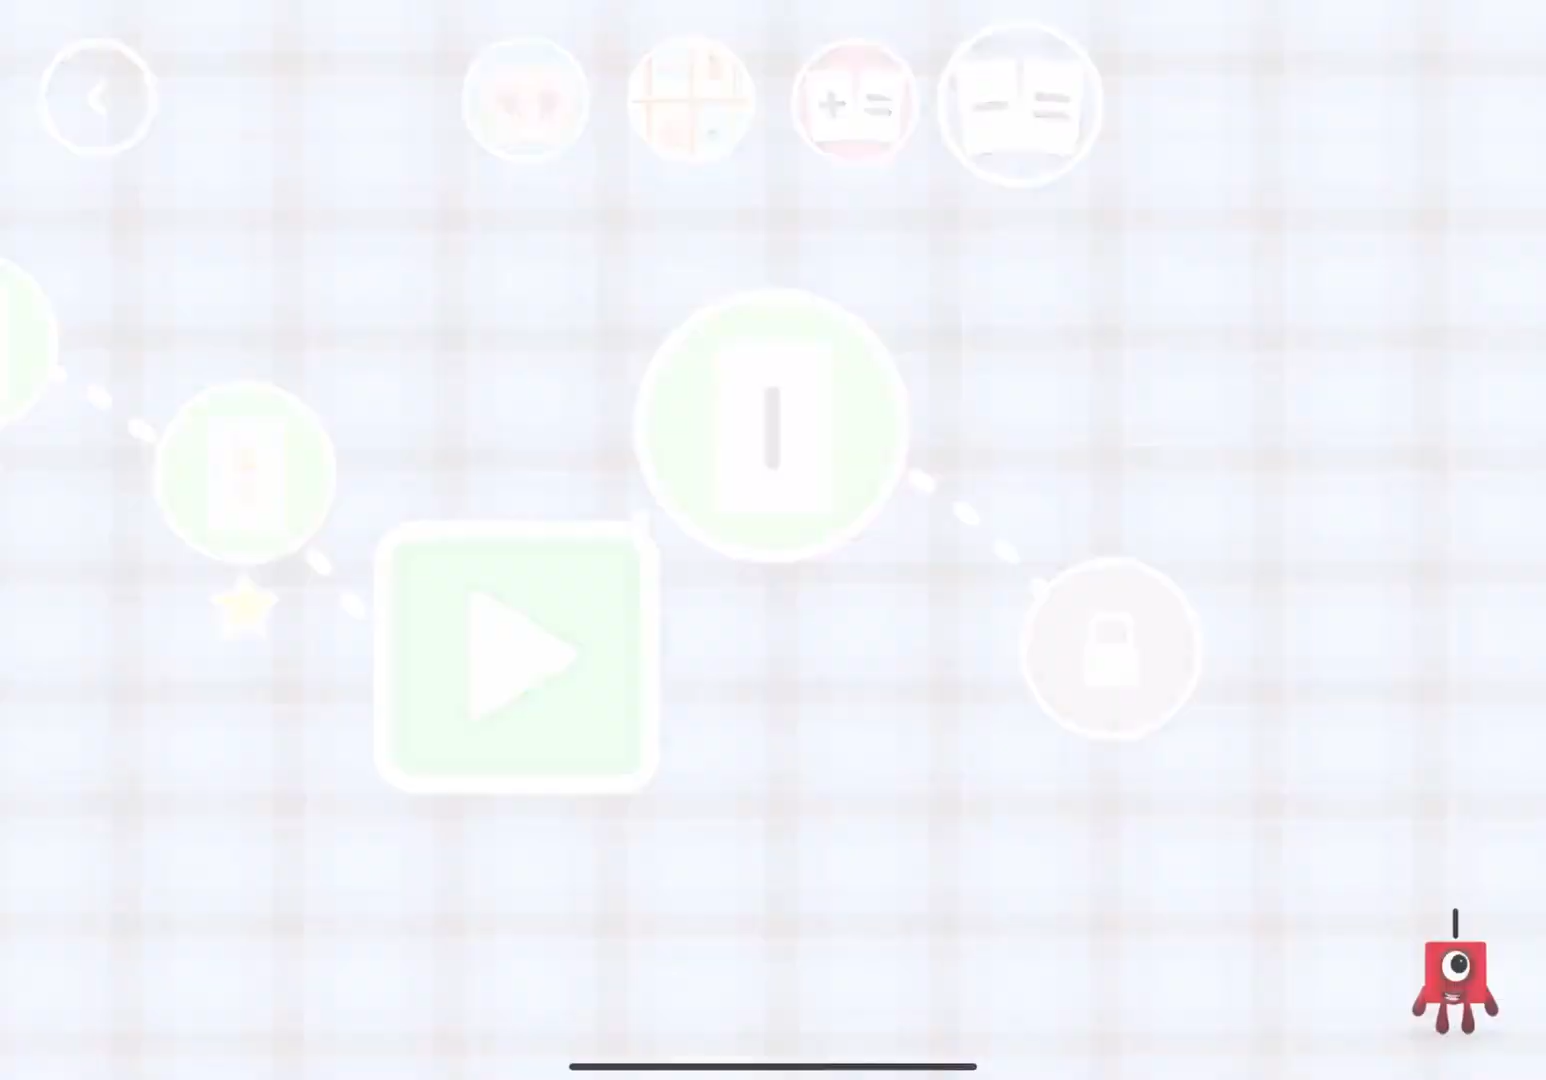 + = − =
1